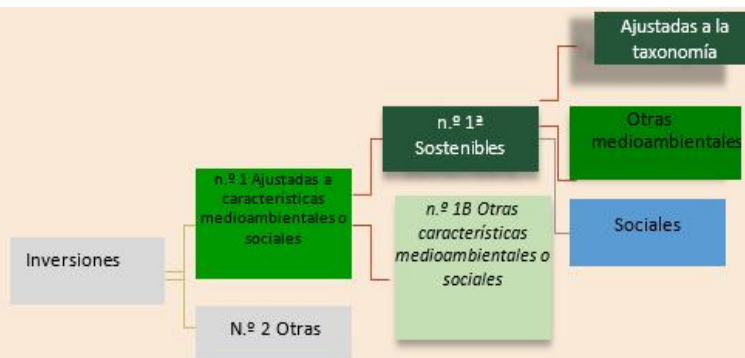 Ajustadas a la
taxonomía
n.º 1ª
Sostenibles
Otras
medioambientales
n.º 1 Ajustadas a
características
medioambientales o
sociales
n.º 1B Otras
características
medioambientales o
sociales
Sociales
Inversiones
N.º 2 Otras